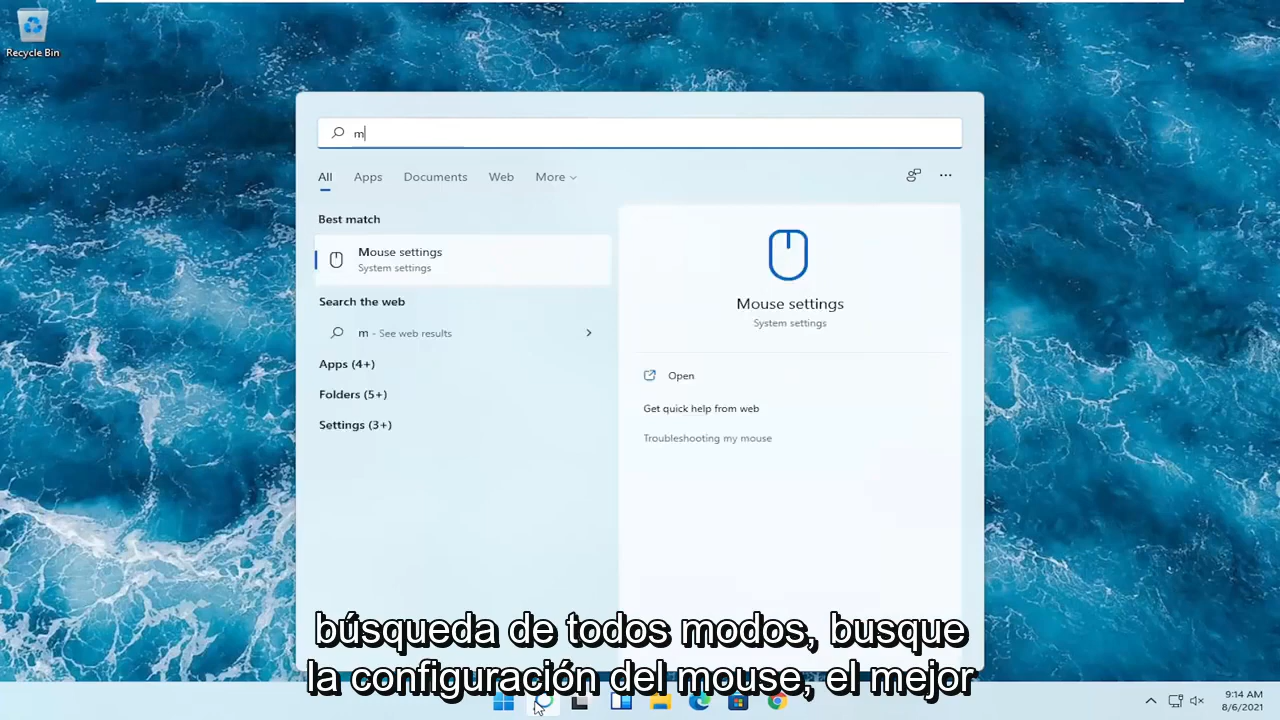 Recycle Bin
m
All Apps Documents Web More
Best match
Mouse settings
System settings
Search the web
m - See web results
Apps (4+)
Folders (5+)
Settings (3+)
Mouse settings
System settings
Open
Get quick help from web
Troubleshooting my mouse
búsqueda de todos modos, busque
la configuración del mouse, el mejor
9:14 AM
8/6/2021